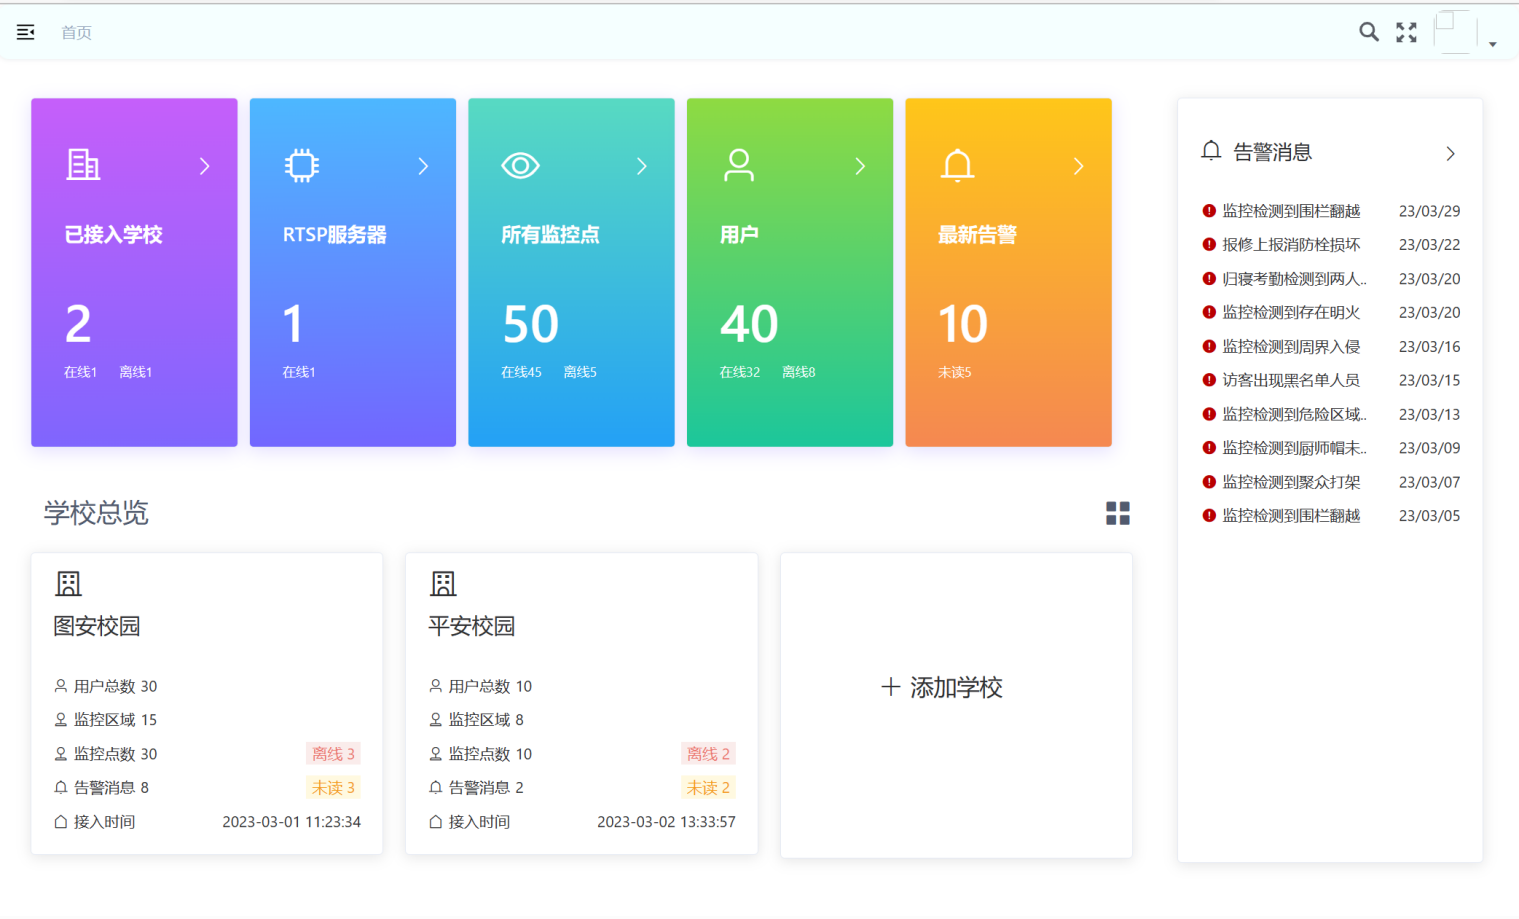 首页
已接入学校
2
在线1 离线1
RTSP服务器
1
在线1
所有监控点
50
在线45 离线5
用户
40
在线32 离线8
最新告警
10
未读5
告警消息
监控检测到围栏翻越 23/03/29
报修上报消防栓损坏 23/03/22
归寝考勤检测到两人.. 23/03/20
监控检测到存在明火 23/03/20
监控检测到周界入侵 23/03/16
访客出现黑名单人员 23/03/15
监控检测到危险区域.. 23/03/13
监控检测到厨师帽未.. 23/03/09
监控检测到聚众打架 23/03/07
监控检测到围栏翻越 23/03/05
学校总览
图安校园
用户总数 30
监控区域 15
监控点数 30 离线 3
告警消息 8 未读 3
接入时间 2023-03-01 11:23:34
平安校园
用户总数 10
监控区域 8
监控点数 10 离线 2
告警消息 2 未读 2
接入时间 2023-03-02 13:33:57
添加学校